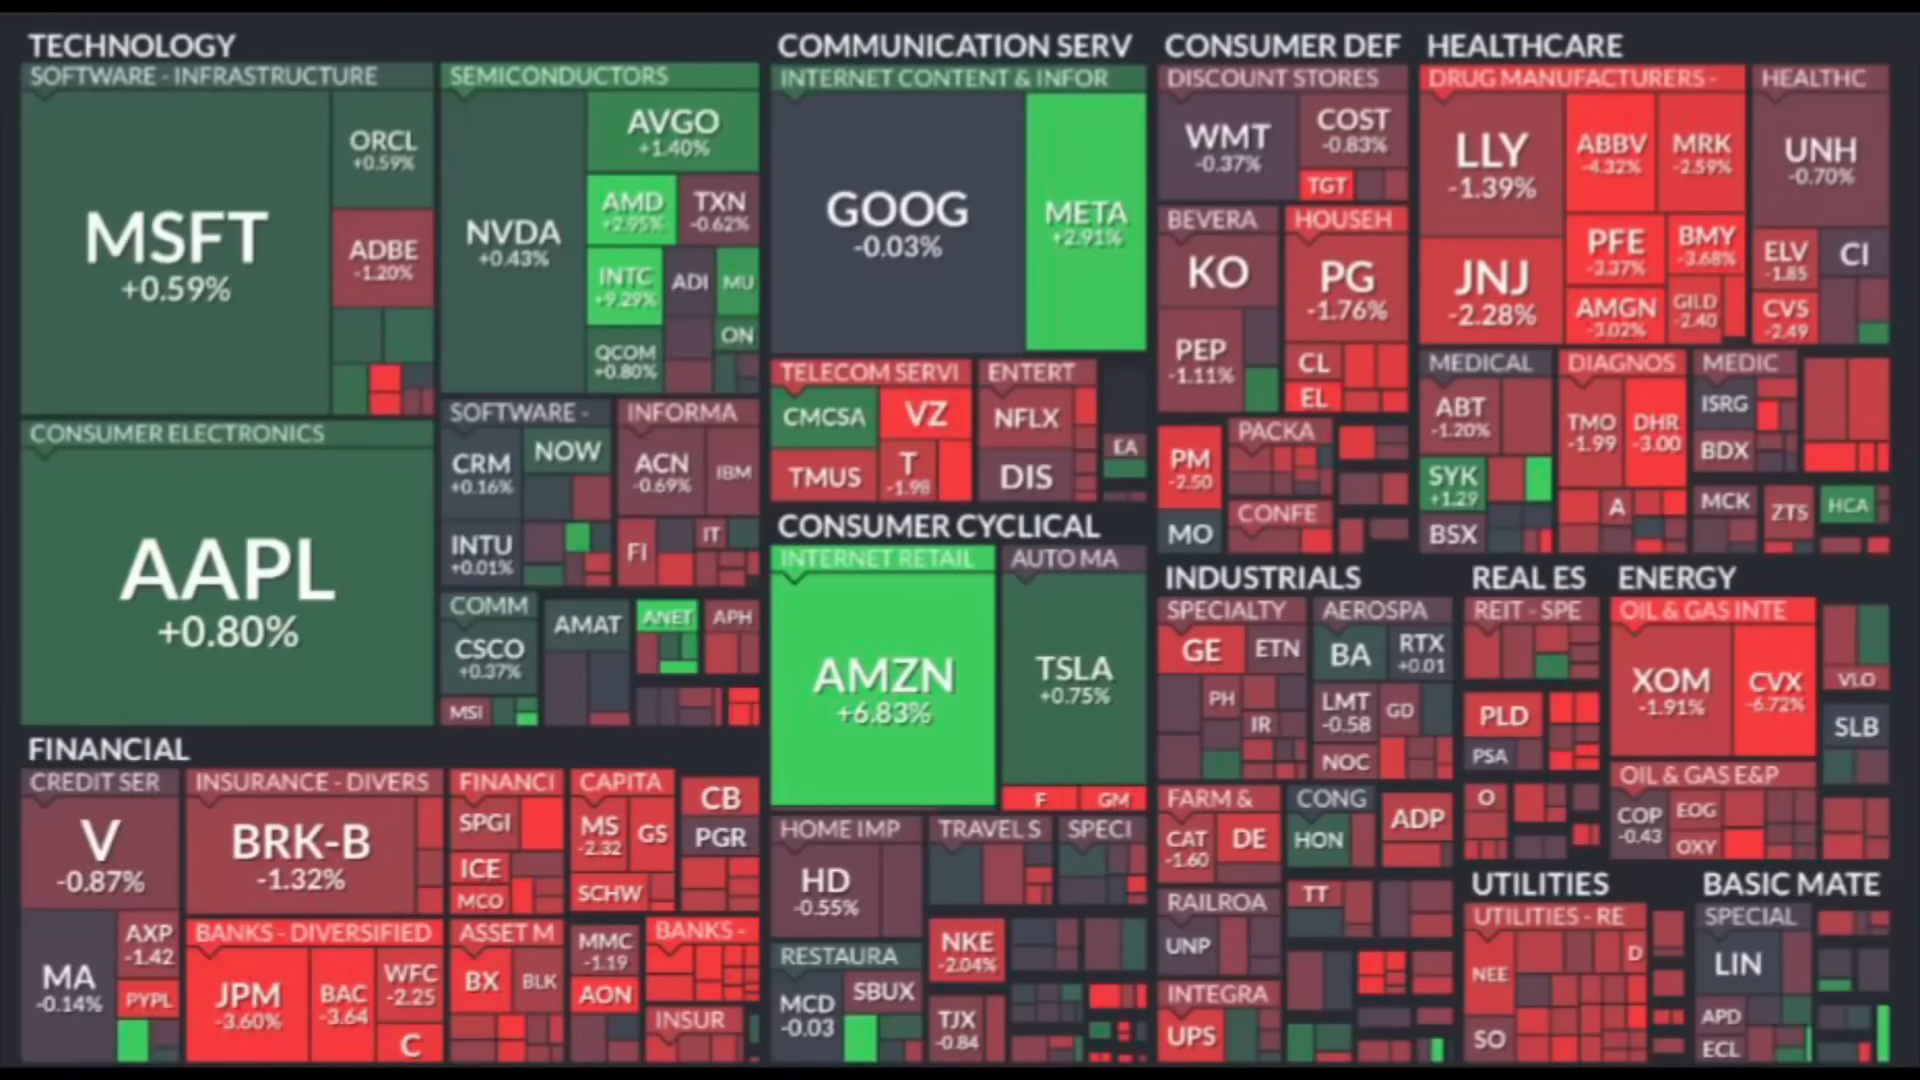 TECHNOLOGY
SOFTWARE - INFRASTRUCTURE
MSFT
+0.59%
ORCL
+0.59%
ADBE
-1.20%
SEMICONDUCTORS
NVDA
+0.43%
AVGO
+1.40%
AMD
+2.95%
TXN
-0.62%
INTC
+9.29%
ADI
MU
QCOM
+0.80%
ON
CONSUMER ELECTRONICS
AAPL
+0.80%
SOFTWARE -
CRM
+0.16%
NOW
INTU
+0.01%
INFORMA
ACN
-0.69%
IBM
FI
IT
COMM
CSCO
+0.37%
MSI
AMAT
ANET
APH
COMMUNICATION SERV
INTERNET CONTENT & INFOR
GOOG
-0.03%
META
+2.91%
TELECOM SERVI
CMCSA
VZ
TMUS
T
-1.98
ENTERT
NFLX
DIS
EA
CONSUMER CYCLICAL
INTERNET RETAIL
AMZN
+6.83%
AUTO MA
TSLA
+0.75%
F
GM
HOME IMP
HD
-0.55%
TRAVEL S
SPECI
RESTAURA
MCD
-0.03
SBUX
NKE
-2.04%
TJX
-0.84
CONSUMER DEF
DISCOUNT STORES
WMT
-0.37%
COST
-0.83%
TGT
BEVERA
KO
PEP
-1.11%
HOUSEH
PG
-1.76%
CL
EL
PM
-2.50
MO
PACKA
CONFE
HEALTHCARE
DRUG MANUFACTURERS -
LLY
-1.39%
ABBV
-4.32%
MRK
-2.59%
JNJ
-2.28%
PFE
-3.37%
BMY
-3.68%
AMGN
-3.02%
GILD
-2.40
HEALTHC
UNH
-0.70%
ELV
-1.85
CI
CVS
-2.49
MEDICAL
ABT
-1.20%
SYK
+1.29
BSX
DIAGNOS
TMO
-1.99
DHR
-3.00
A
MEDIC
ISRG
BDX
MCK
ZTS
HCA
FINANCIAL
CREDIT SER
V
-0.87%
MA
-0.14%
AXP
-1.42
PYPL
INSURANCE - DIVERS
BRK-B
-1.32%
BANKS - DIVERSIFIED
JPM
-3.60%
BAC
-3.64
WFC
-2.25
C
FINANCI
SPGI
ICE
MCO
ASSET M
BX
BLK
CAPITA
MS
-2.32
GS
SCHW
CB
PGR
MMC
-1.19
AON
BANKS -
INSUR
INDUSTRIALS
SPECIALTY
GE
ETN
PH
IR
AEROSPA
BA
RTX
+0.01
LMT
-0.58
GD
NOC
FARM &
CAT
-1.60
DE
CONG
HON
ADP
RAILROA
UNP
TT
INTEGRA
UPS
REAL ES
REIT - SPE
PLD
PSA
O
ENERGY
OIL & GAS INTE
XOM
-1.91%
CVX
-6.72%
VLO
SLB
OIL & GAS E&P
COP
-0.43
EOG
OXY
UTILITIES
UTILITIES - RE
NEE
D
SO
BASIC MATE
SPECIAL
LIN
APD
ECL